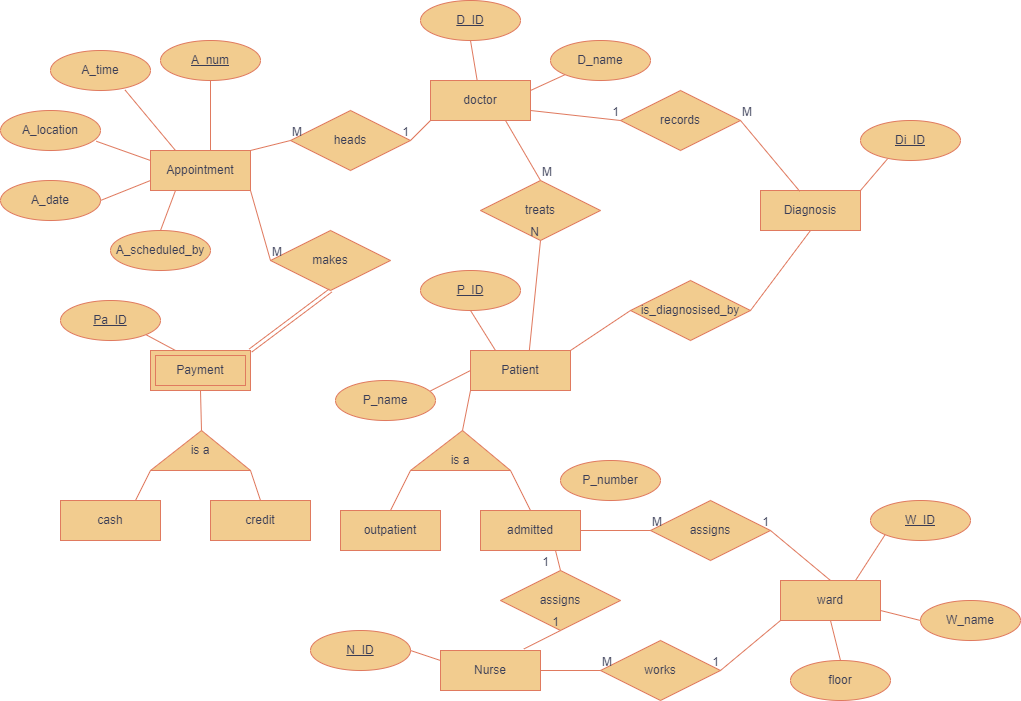 D_ID
A_num
D_name
A_time
doctor
1
M
records
A_location
M
1
heads
Di_ID
Appointment
M
treats
N
A_date
Diagnosis
A_scheduled_by
M
makes
P_ID
is_diagnosised_by
Pa_ID
Payment
Patient
P_name
is a
is a
P_number
cash
credit
outpatient
admitted
M
assigns
1
W_ID
1
assigns
1
ward
W_name
N_ID
Nurse
M
works
1
floor